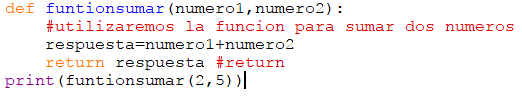 def funtionsumar(numero1,numero2):
    #utilizaremos la funcion para sumar dos numeros
    respuesta=numero1+numero2
    return respuesta #return
print(funtionsumar(2,5))